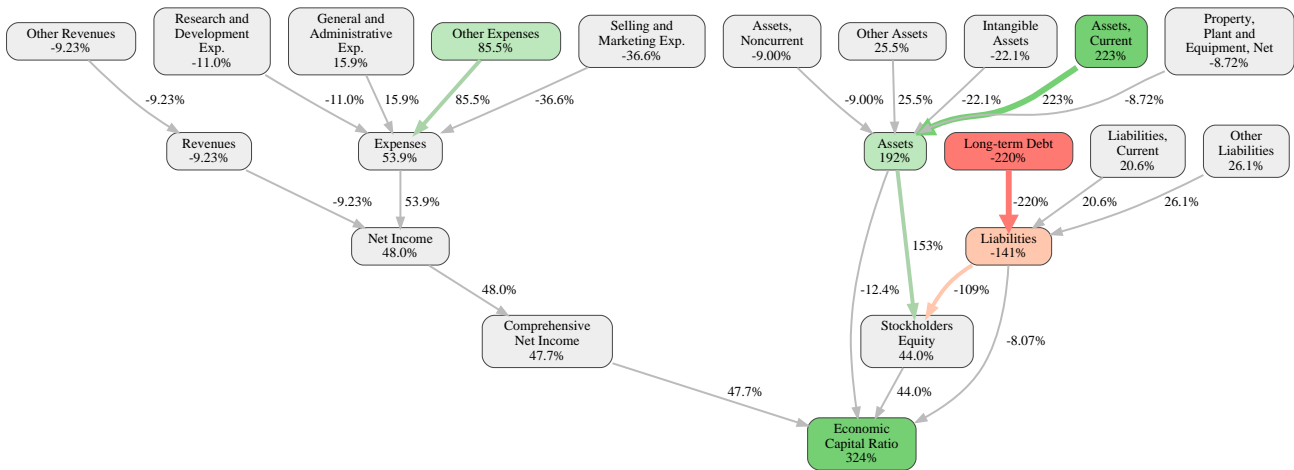 Other Revenues
-9.23%
Research and
Development
Exp.
-11.0%
General and
Administrative
Exp.
15.9%
Other Expenses
85.5%
Selling and
Marketing Exp.
-36.6%
Assets,
Noncurrent
-9.00%
Other Assets
25.5%
Intangible
Assets
-22.1%
Assets,
Current
223%
Property,
Plant and
Equipment, Net
-8.72%
-9.23%
-11.0%
15.9%
85.5%
-36.6%
-9.00%
25.5%
-22.1%
223%
-8.72%
Revenues
-9.23%
Expenses
53.9%
Assets
192%
Long-term Debt
-220%
Liabilities,
Current
20.6%
Other
Liabilities
26.1%
-9.23%
53.9%
-220%
20.6%
26.1%
Net Income
48.0%
153%
Liabilities
-141%
48.0%
-12.4%
-109%
Comprehensive
Net Income
47.7%
Stockholders
Equity
44.0%
-8.07%
47.7%
44.0%
Economic
Capital Ratio
324%